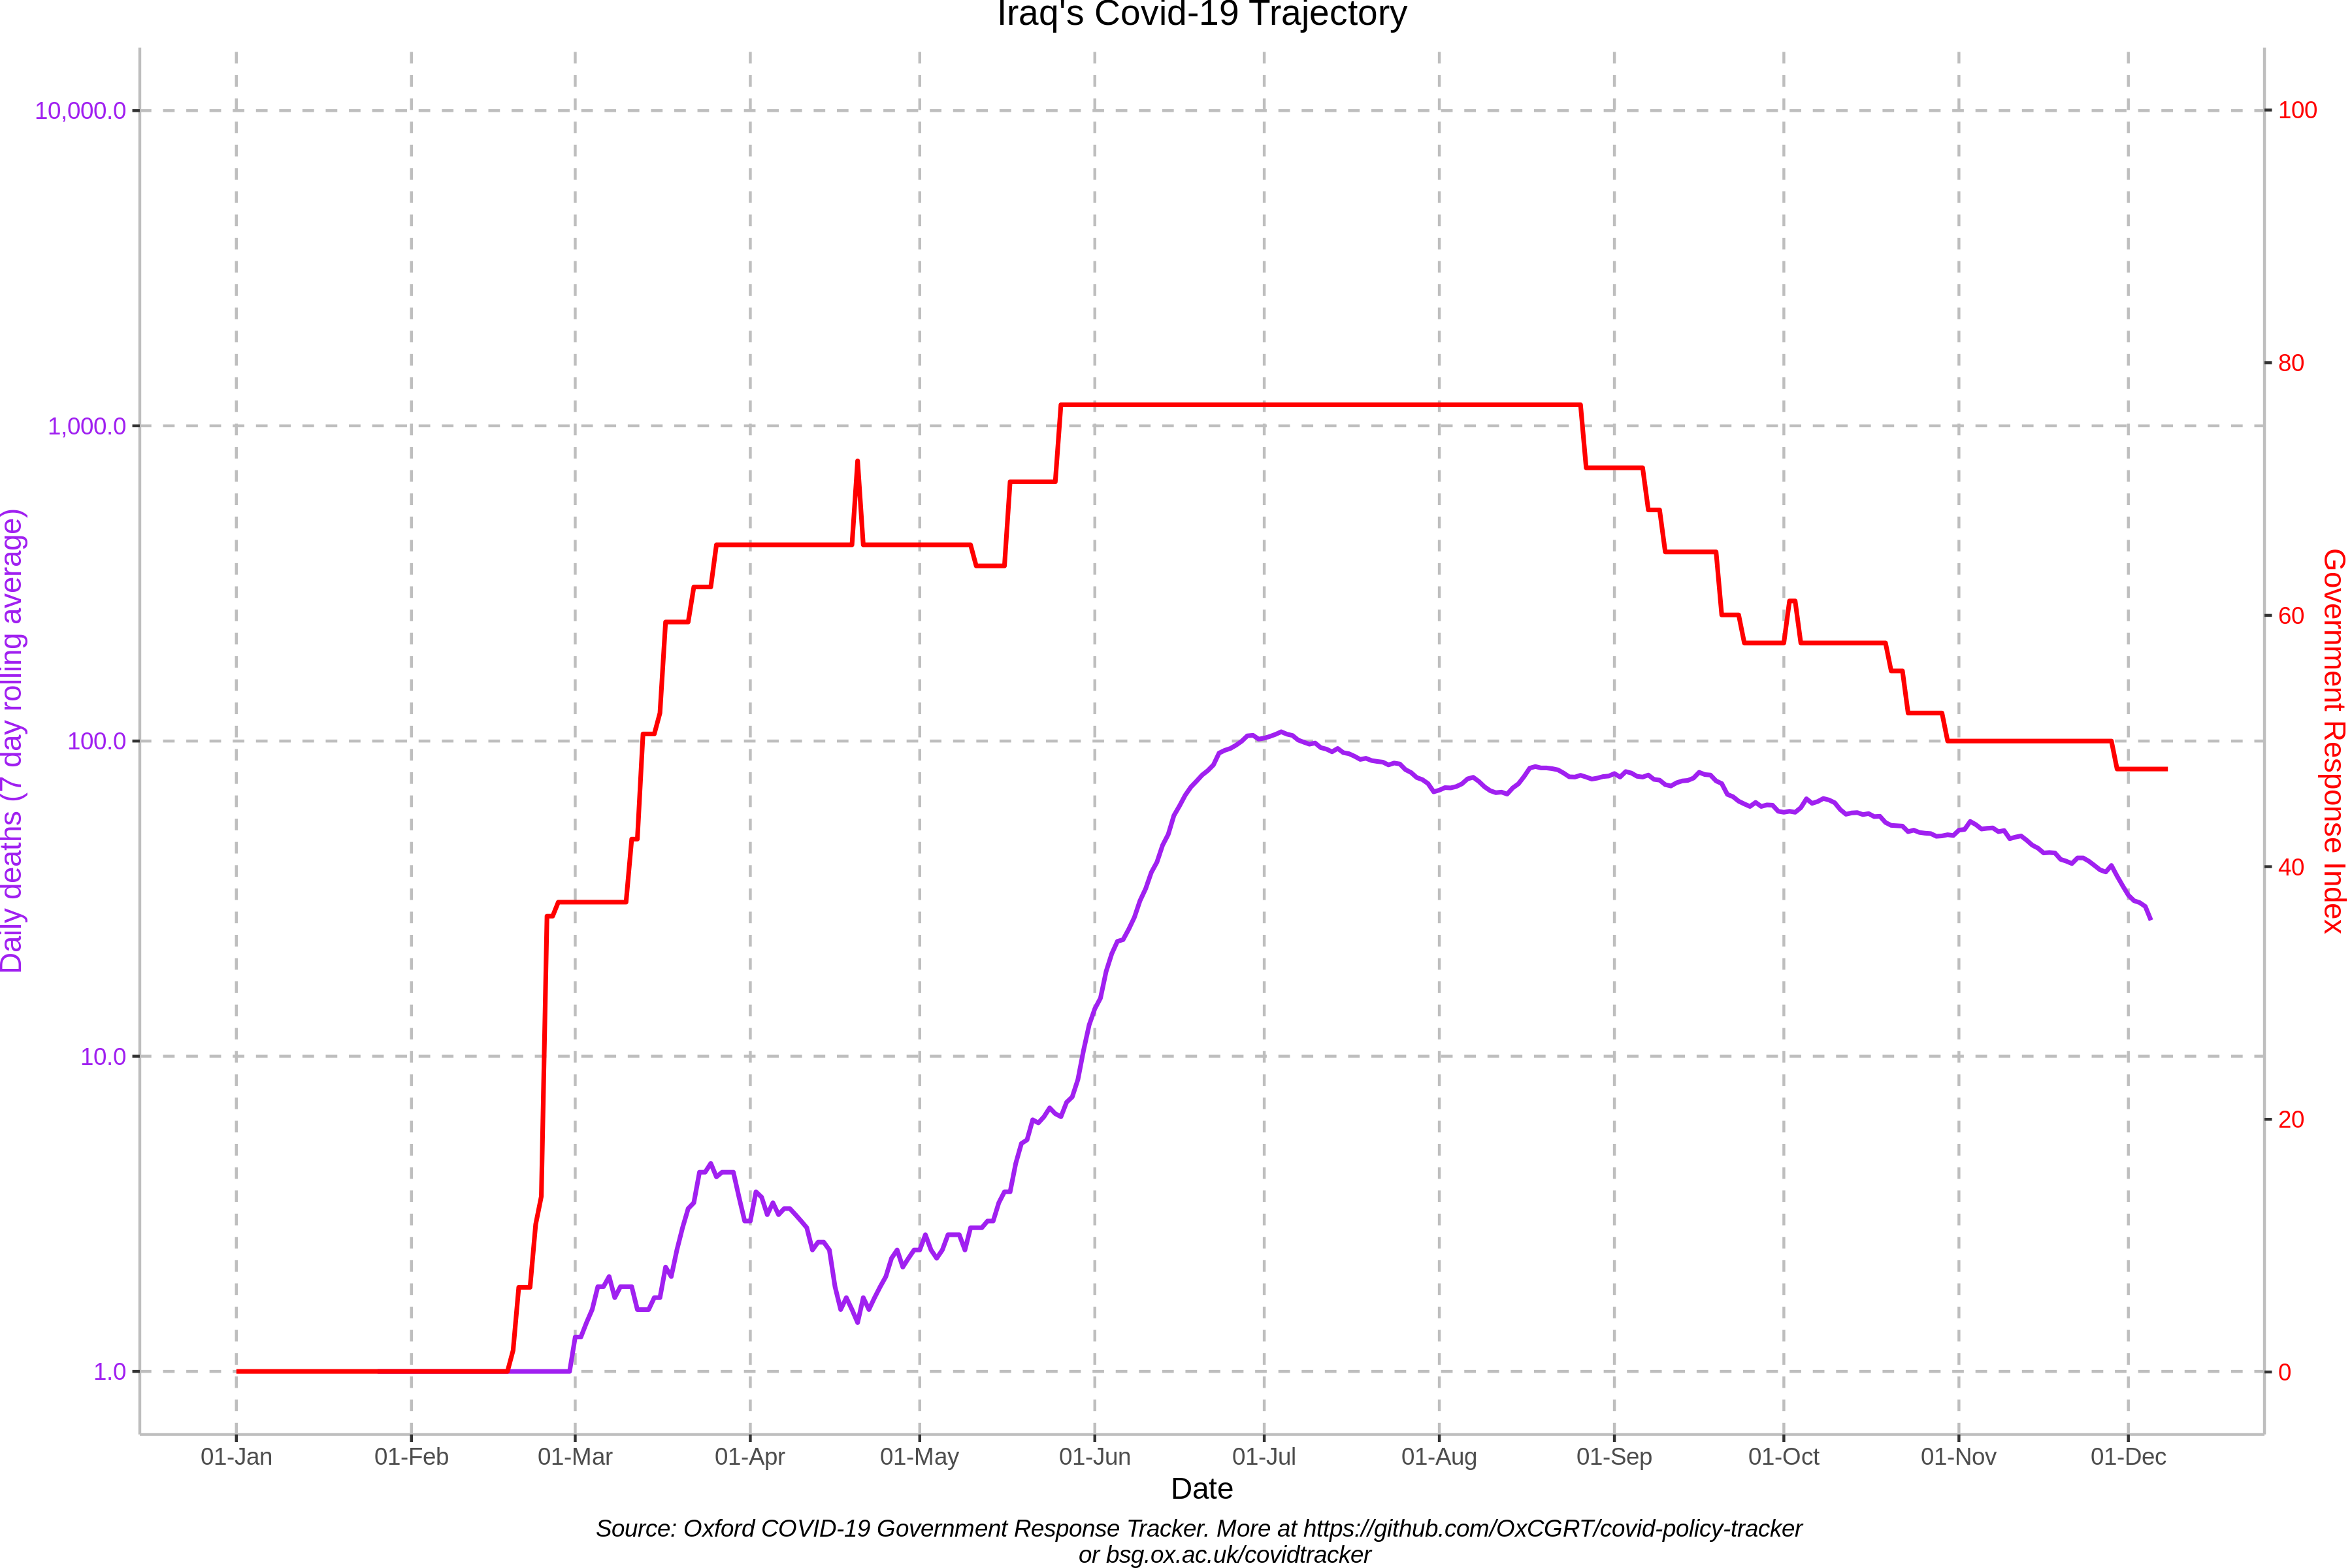 Iraq's Covid-19 Trajectory
10,000.0
1,000.0
100.0
10.0
1.0
Daily deaths (7 day rolling average)
100
80
60
40
20
0
Government Response Index
01-Jan 01-Feb 01-Mar 01-Apr 01-May 01-Jun 01-Jul 01-Aug 01-Sep 01-Oct 01-Nov 01-Dec
Date
Source: Oxford COVID-19 Government Response Tracker. More at https://github.com/OxCGRT/covid-policy-tracker
or bsg.ox.ac.uk/covidtracker